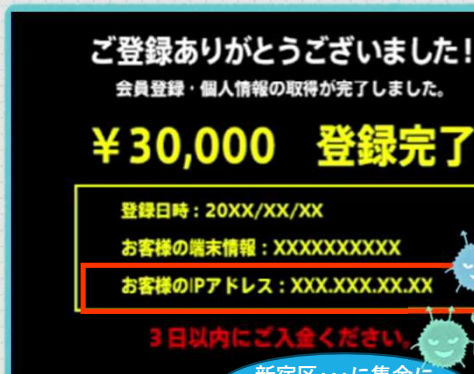 ご登録ありがとうございました!
会員登録・個人情報の取得が完了しました。
¥30,000 登録完了
登録日時：20XX/XX/XX
お客様の端末情報：XXXXXXXXXX
お客様のIPアドレス：XXX.XXX.XX.XX
3日以内にご入金ください。
新宿区･･･に集金に